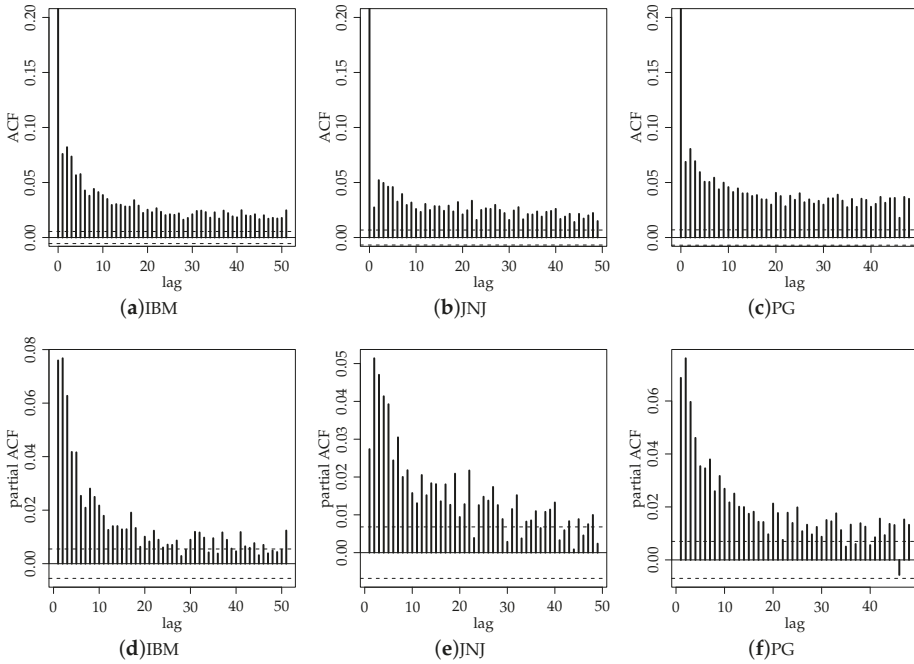 ACF
0.00 0.05 0.10 0.15 0.20
0 10 20 30 40 50
lag
(a)IBM
ACF
0.00 0.05 0.10 0.15 0.20
0 10 20 30 40 50
lag
(b)JNJ
ACF
0.00 0.05 0.10 0.15 0.20
0 10 20 30 40
lag
(c)PG
partial ACF
0.00 0.02 0.04 0.06 0.08
0 10 20 30 40 50
lag
(d)IBM
partial ACF
0.00 0.01 0.02 0.03 0.04 0.05
0 10 20 30 40 50
lag
(e)JNJ
partial ACF
0.00 0.02 0.04 0.06
0 10 20 30 40
lag
(f)PG